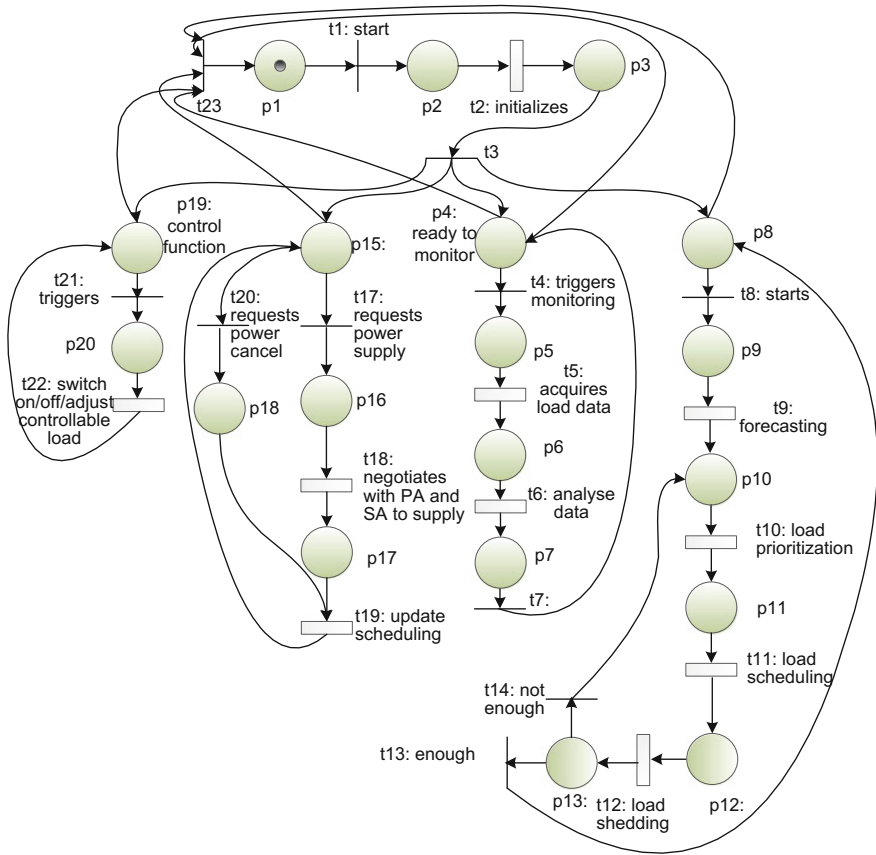 t1: start
t23
p1
p2
t2: initializes
p3
t3
p19:
control
function
p15:
p4:
ready to
monitor
p8
t21:
triggers
t20:
requests
power
cancel
t17:
requests
power
supply
t4: triggers
monitoring
t8: starts
p20
p5
p9
t22: switch
on/off/adjust
controllable
load
p18
p16
t5:
acquires
load data
t9:
forecasting
p6
p10
t18:
negotiates
with PA and
SA to supply
t6: analyse
data
t10: load
prioritization
p17
p7
t7:
p11
t19: update
scheduling
t11: load
scheduling
t14: not
enough
t13: enough
p13:
t12: load
shedding
p12: